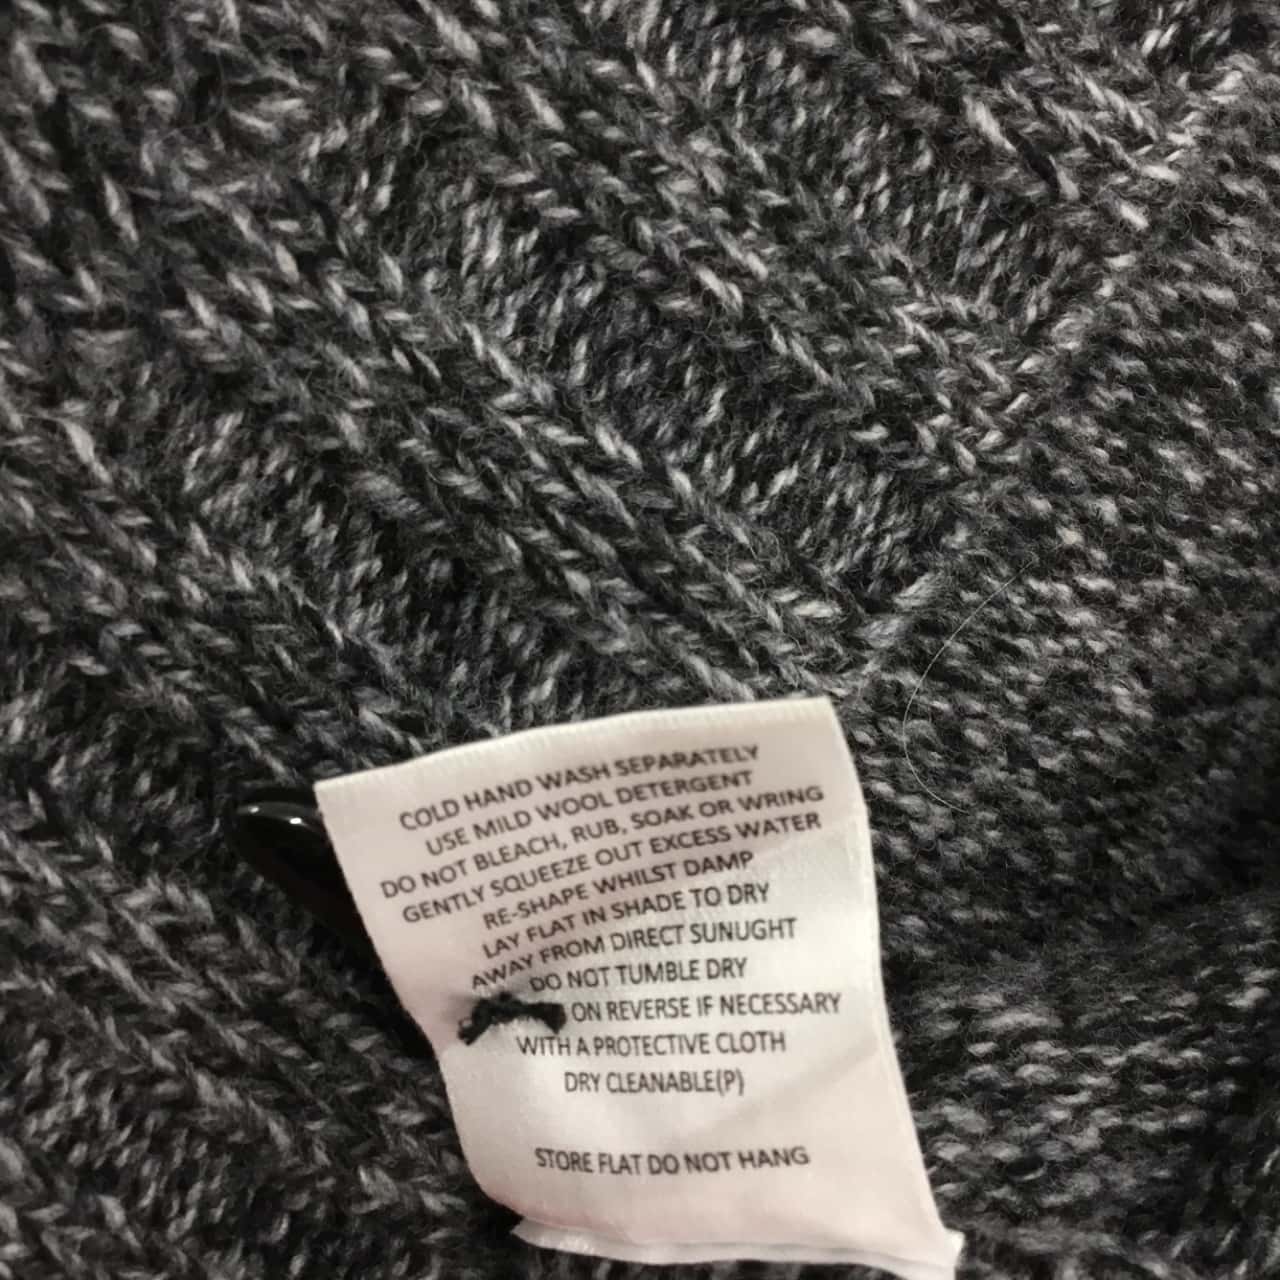 COLD HAND WASH SEPARATELY
USE MILD WOOL DETERGENT
DO NOT BLEACH, RUB, SOAK OR WRING
GENTLY SQUEEZE OUT EXCESS WATER
RE-SHAPE WHILST DAMP
LAY FLAT IN SHADE TO DRY
AWAY FROM DIRECT SUNUGHT
DO NOT TUMBLE DRY
ON REVERSE IF NECESSARY
WITH A PROTECTIVE CLOTH
DRY CLEANABLE(P)
STORE FLAT DO NOT HANG